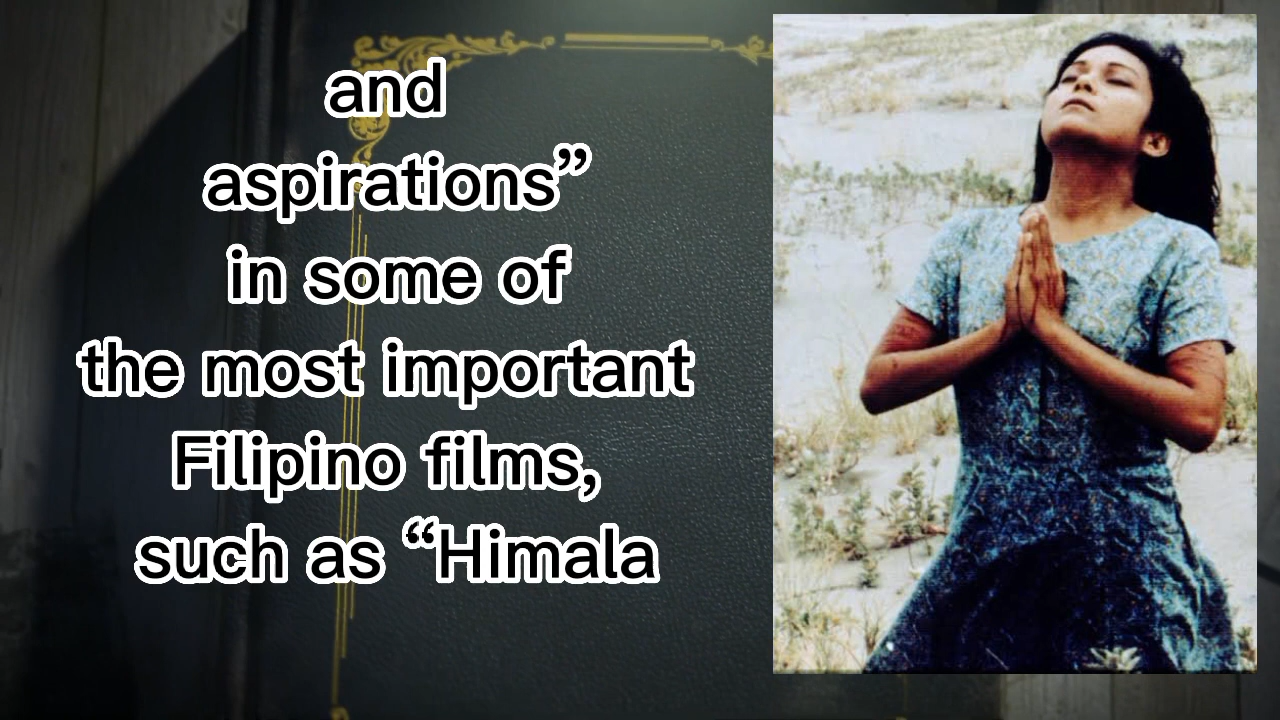 and
aspirations”
in some of
the most important
Filipino films,
such as “Himala